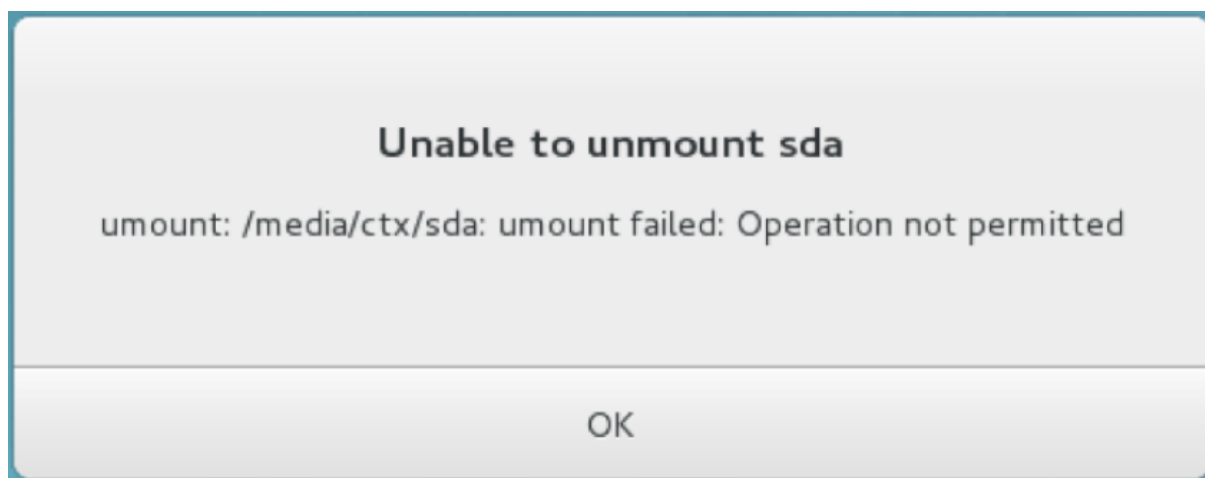 Unable to unmount sda
umount: /media/ctx/sda: umount failed: Operation not permitted
OK